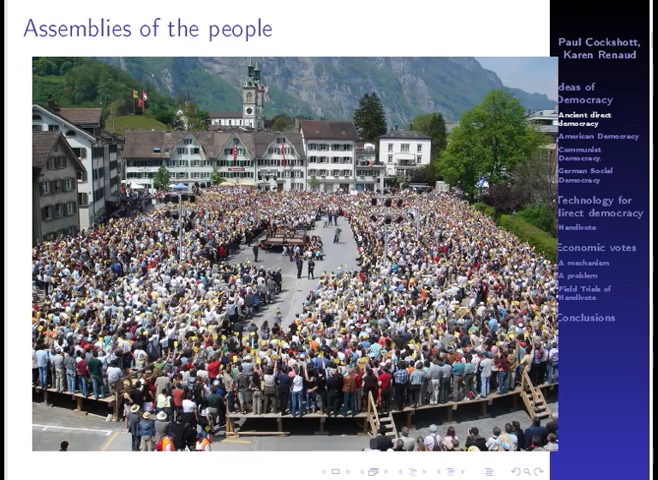 Assemblies of the people
Paul Cockshott,
Karen Renaud
deas of
Democracy
Ancient direct
democracy
American Democracy
Communist
Democracy
German Social
Democracy
Technology for
direct democracy
Handivote
Economic votes
A mechanism
A problem
Field Trials of
Handivote
Conclusions